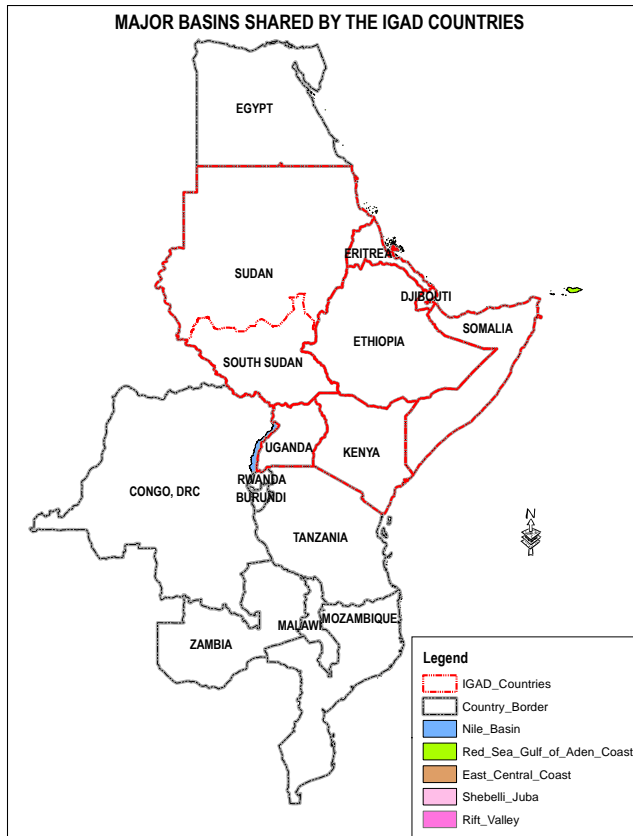 MAJOR BASINS SHARED BY THE IGAD COUNTRIES
EGYPT
ERITREA
SUDAN
DJIBOUTI
SOMALIA
ETHIOPIA
SOUTH SUDAN
UGANDA
KENYA
RWANDA
CONGO, DRC
BURUNDI
N
TANZANIA
MALAWI
MOZAMBIQUE
ZAMBIA
Legend
IGAD_Countries
Country_Border
Nile_Basin
Red_Sea_Gulf_of_Aden_Coast
East_Central_Coast
Shebelli_Juba
Rift_Valley